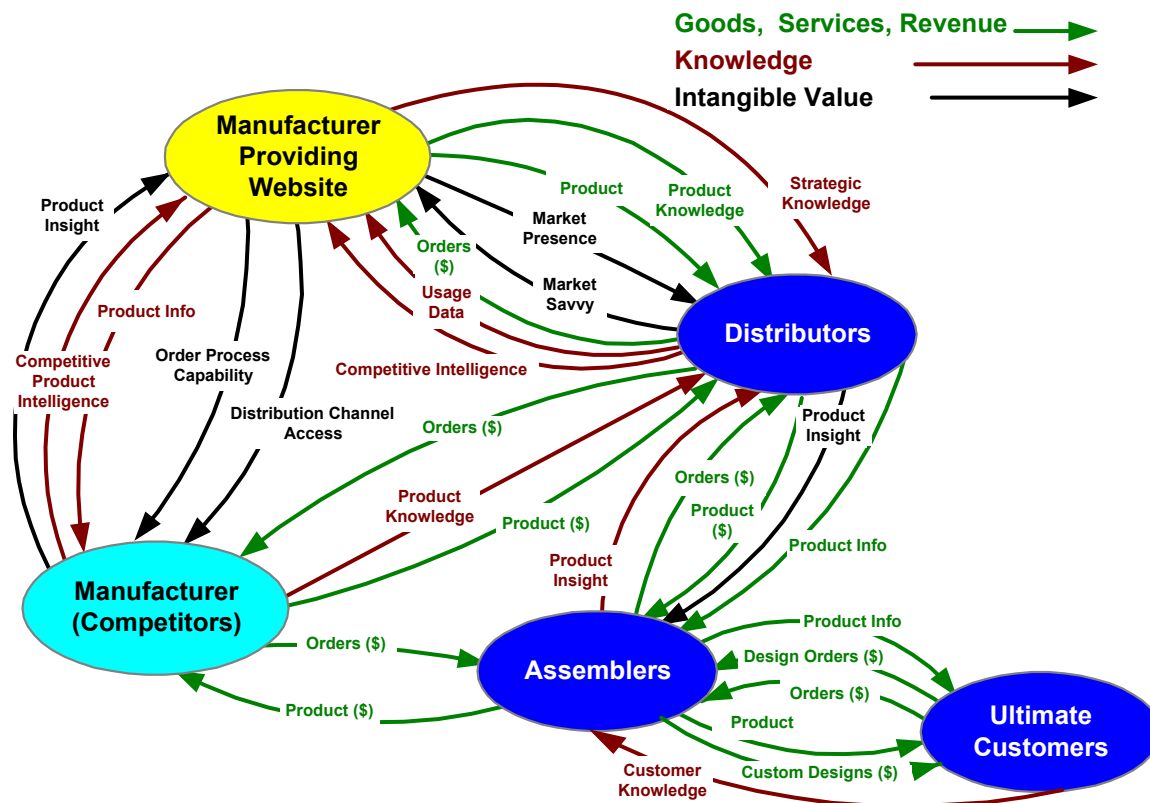 Goods, Services, Revenue
Knowledge
Intangible Value
Manufacturer
Providing
Website
Product
Insight
Product
Product
Knowledge
Strategic
Knowledge
Market
Presence
Orders
($)
Market
Savvy
Usage
Data
Product Info
Competitive
Product
Intelligence
Order Process
Capability
Competitive Intelligence
Distributors
Distribution Channel
Access
Orders ($)
Product
Insight
Orders ($)
Product
Knowledge
Product ($)
Product
($)
Product Info
Product
Insight
Manufacturer
(Competitors)
Orders ($)
Product ($)
Assemblers
Product Info
Design Orders ($)
Orders ($)
Product
Custom Designs ($)
Customer
Knowledge
Ultimate
Customers